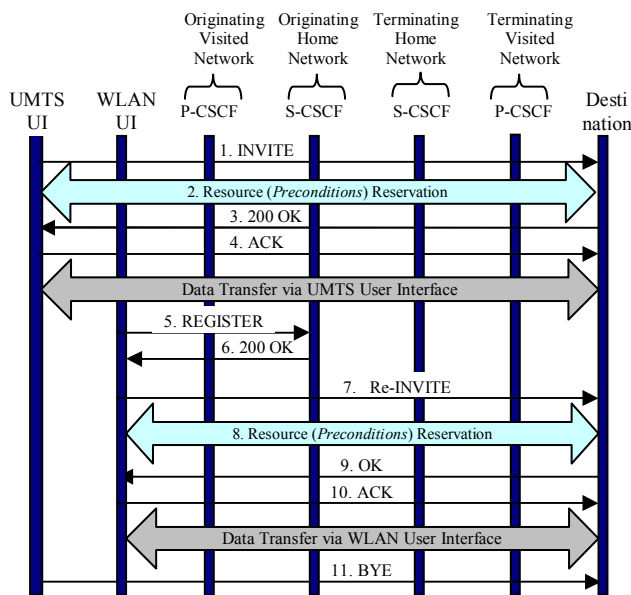 Originating
Visited
Network
Originating
Home
Network
Terminating
Home
Network
Terminating
Visited
Network
UMTS
UI
WLAN
UI
P-CSCF
S-CSCF
S-CSCF
P-CSCF
Desti
nation
1. INVITE
2. Resource (Preconditions) Reservation
3. 200 OK
4. ACK
Data Transfer via UMTS User Interface
5. REGISTER
6. 200 OK
7. Re-INVITE
8. Resource (Preconditions) Reservation
9. OK
10. ACK
Data Transfer via WLAN User Interface
11. BYE